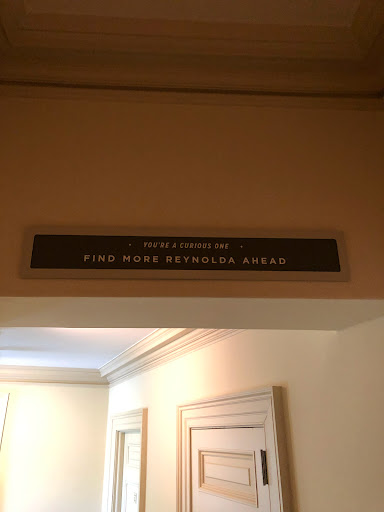 • YOU'RE A CURIOUS ONE •
FIND MORE REYNOLDA AHEAD